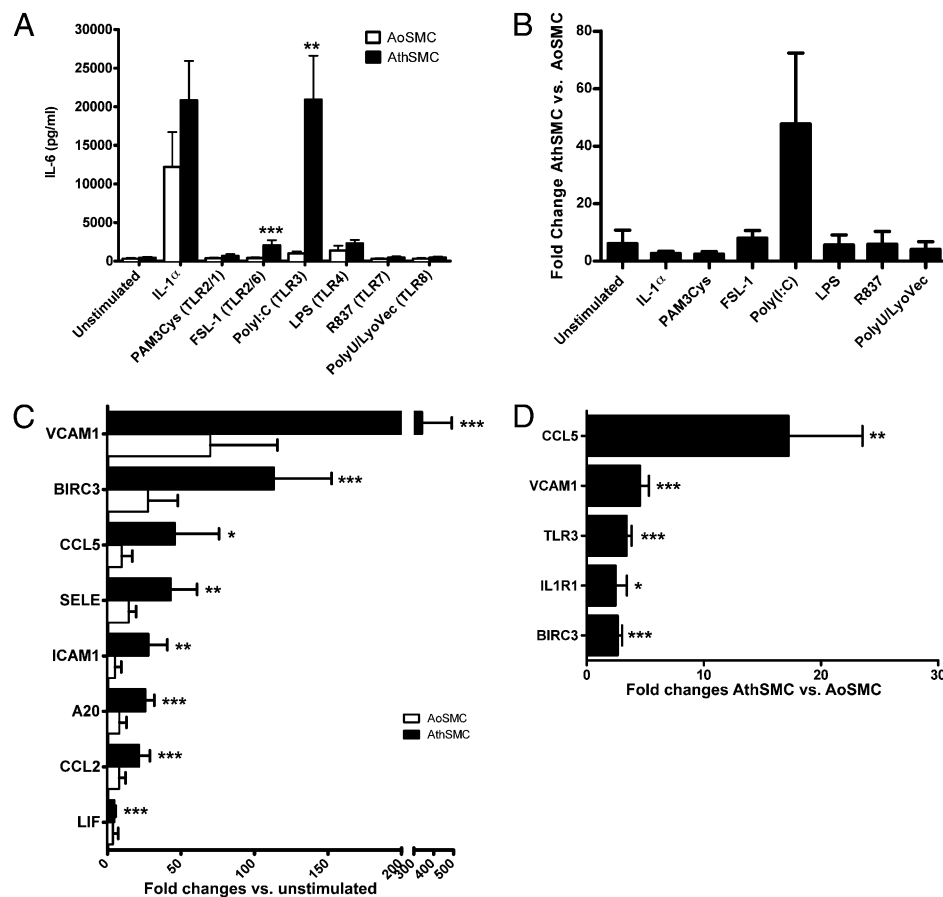 A
IL-6 (pg/ml)
30000
25000
20000
15000
10000
5000
0
AoSMC
AthSMC
**
***
Unstimulated
IL-1α
PAM3Cys (TLR2/1)
FSL-1 (TLR2/6)
PolyI:C (TLR3)
LPS (TLR4)
R837 (TLR7)
PolyU/LyoVec (TLR8)
B
Fold Change AthSMC vs. AoSMC
80
60
40
20
0
Unstimulated
IL-1α
PAM3Cys
FSL-1
Poly(I:C)
LPS
R837
PolyU/LyoVec
C
VCAM1 ***
BIRC3 ***
CCL5 *
SELE **
ICAM1 **
A20 ***
CCL2 ***
LIF ***
AoSMC
AthSMC
0 50 100 150 200 300 400 500
Fold changes vs. unstimulated
D
CCL5 **
VCAM1 ***
TLR3 ***
IL1R1 *
BIRC3 ***
0 10 20 30
Fold changes AthSMC vs. AoSMC